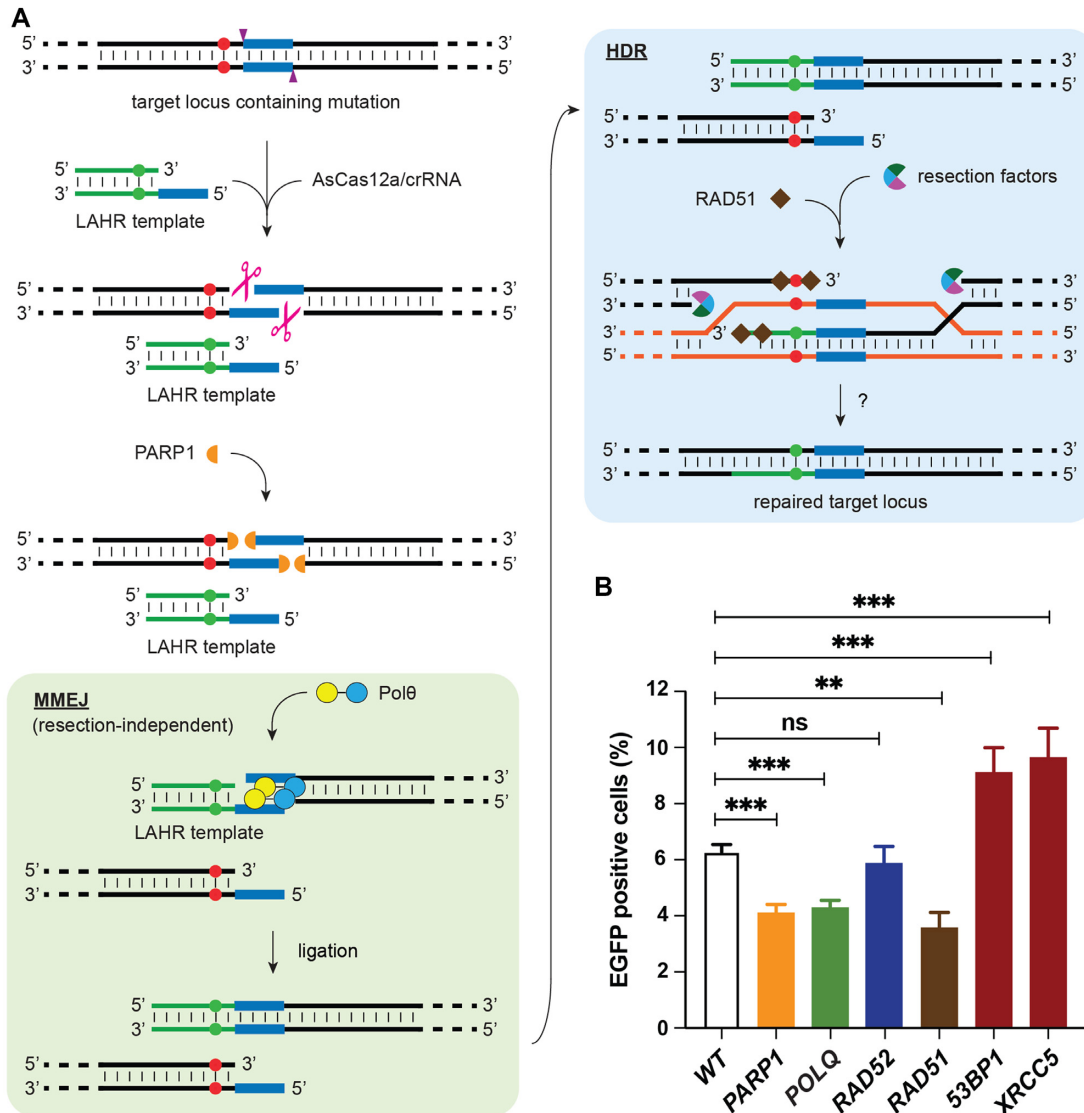 A
5’ 3’
3’ 5’
target locus containing mutation
5’ 3’
3’ 5’
LAHR template
AsCas12a/crRNA
5’ 3’
3’ 5’
5’ 3’
3’ 5’
LAHR template
PARP1
5’ 3’
3’ 5’
5’ 3’
3’ 5’
LAHR template
MMEJ
(resection-independent)
Polθ
5’ 3’
3’ 5’
LAHR template
5’ 3’
3’ 5’
ligation
5’ 3’
3’ 5’
5’ 3’
3’ 5’
HDR
5’ 3’
3’ 5’
5’ 3’
3’ 5’
RAD51
resection factors
5’ 3’ 3’
3’ 5’
3’ 3’ 5’
5’ 3’
?
5’ 3’
3’ 5’
repaired target locus
B
***
***
**
ns
***
***
EGFP positive cells (%)
12
10
8
6
4
2
0
WT
PARP1
POLQ
RAD52
RAD51
53BP1
XRCC5